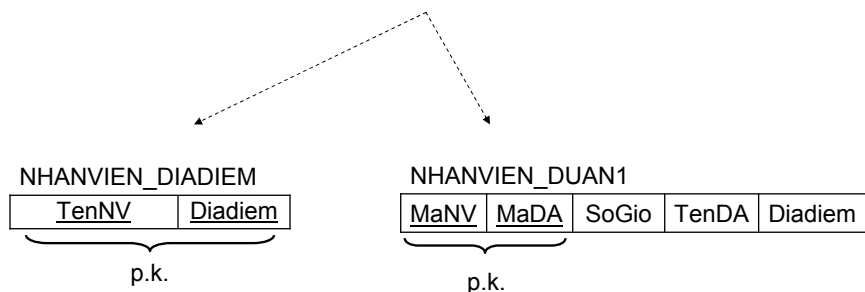 NHANVIEN_DIADIEM
TenNV Diadiem
p.k.
NHANVIEN_DUAN1
MaNV MaDA SoGio TenDA Diadiem
p.k.